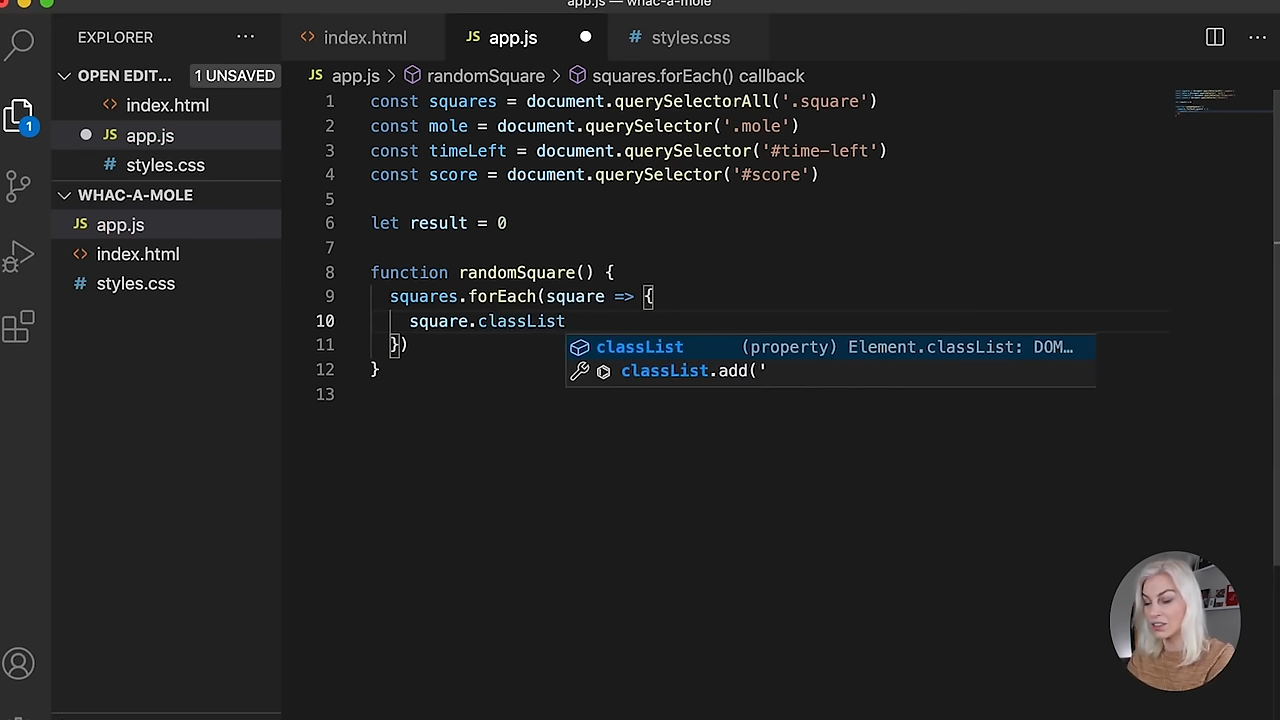 app.js — whac-a-mole
EXPLORER ...
index.html
JS app.js
# styles.css
...
OPEN EDIT... 1 UNSAVED
<> index.html
JS app.js
# styles.css
WHAC-A-MOLE
JS app.js
<> index.html
# styles.css
1
JS app.js > randomSquare > squares.forEach() callback
1 const squares = document.querySelectorAll('.square')
2 const mole = document.querySelector('.mole')
3 const timeLeft = document.querySelector('#time-left')
4 const score = document.querySelector('#score')
5
6 let result = 0
7
8 function randomSquare() {
9 squares.forEach(square => {
10 square.classList
11 })
12 }
13
classList (property) Element.classList: DOM...
classList.add('